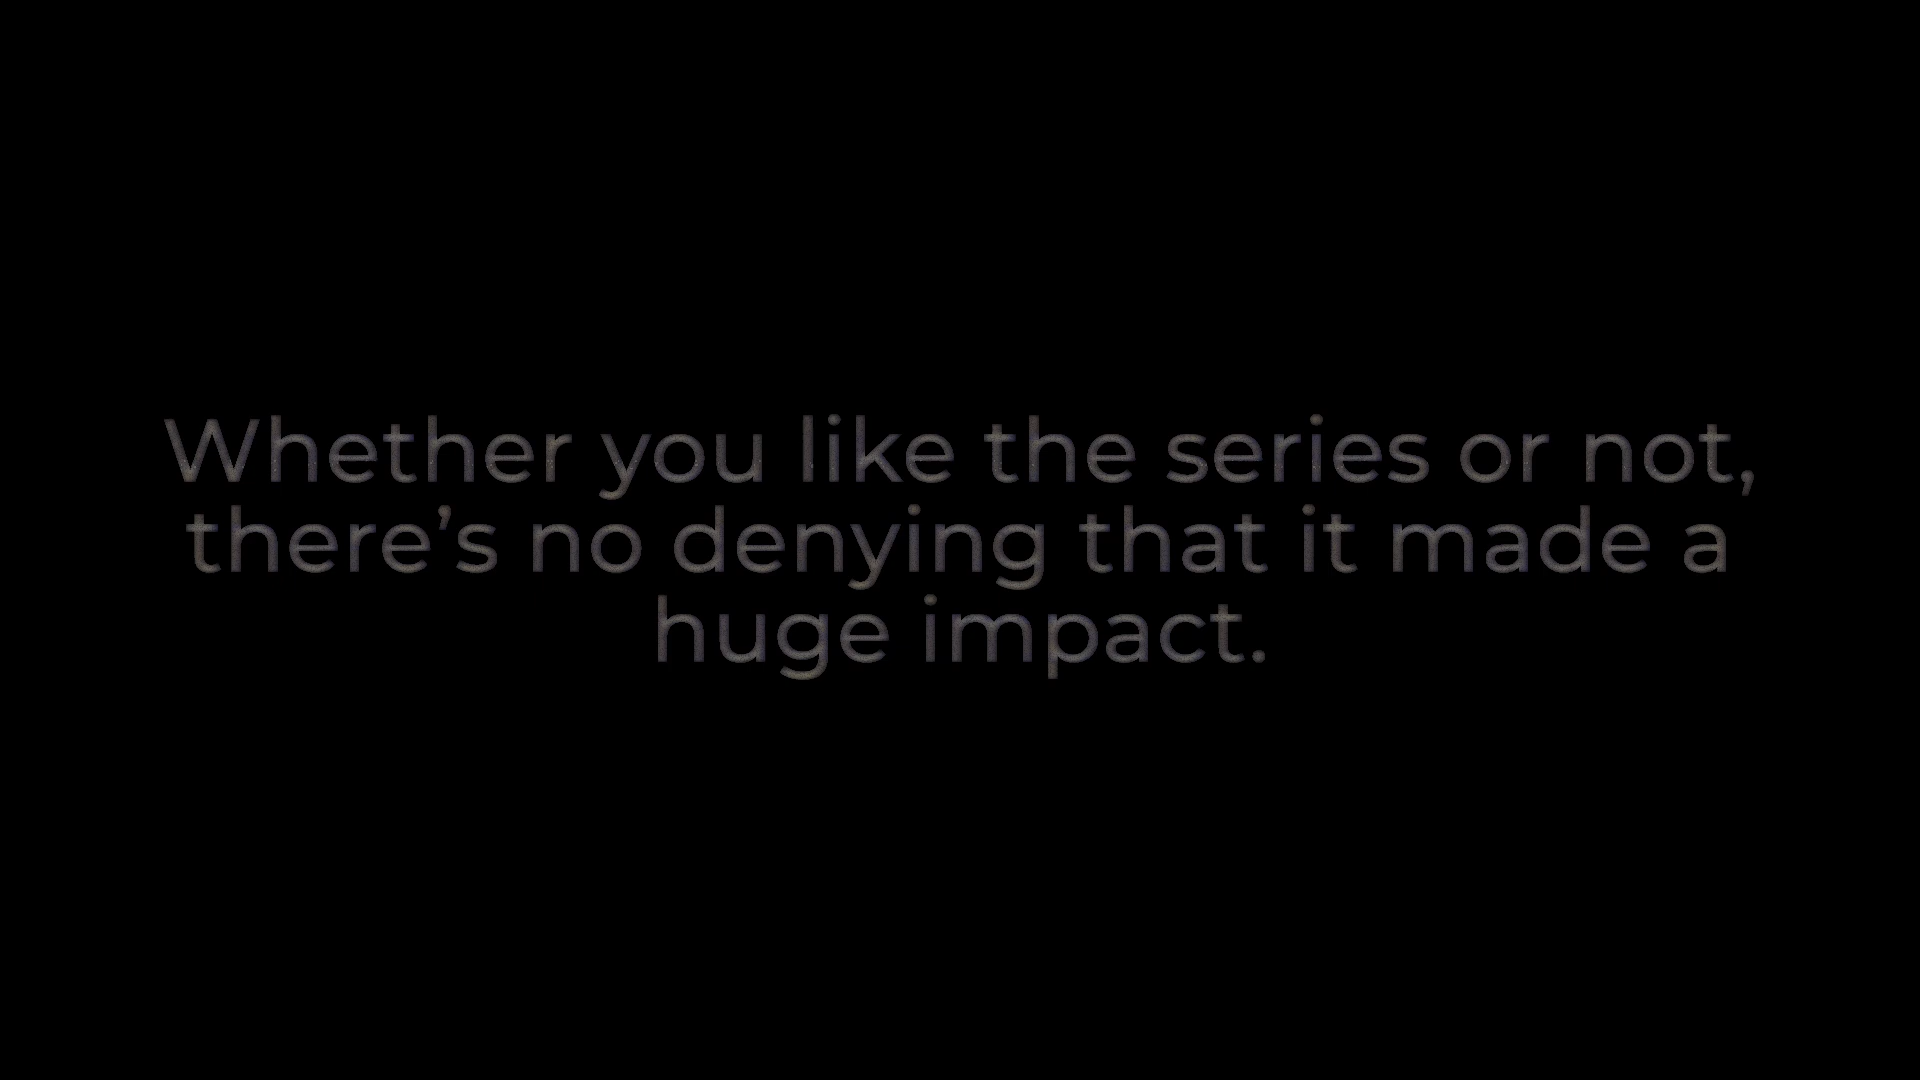 Whether you like the series or not,
there’s no denying that it made a
huge impact.